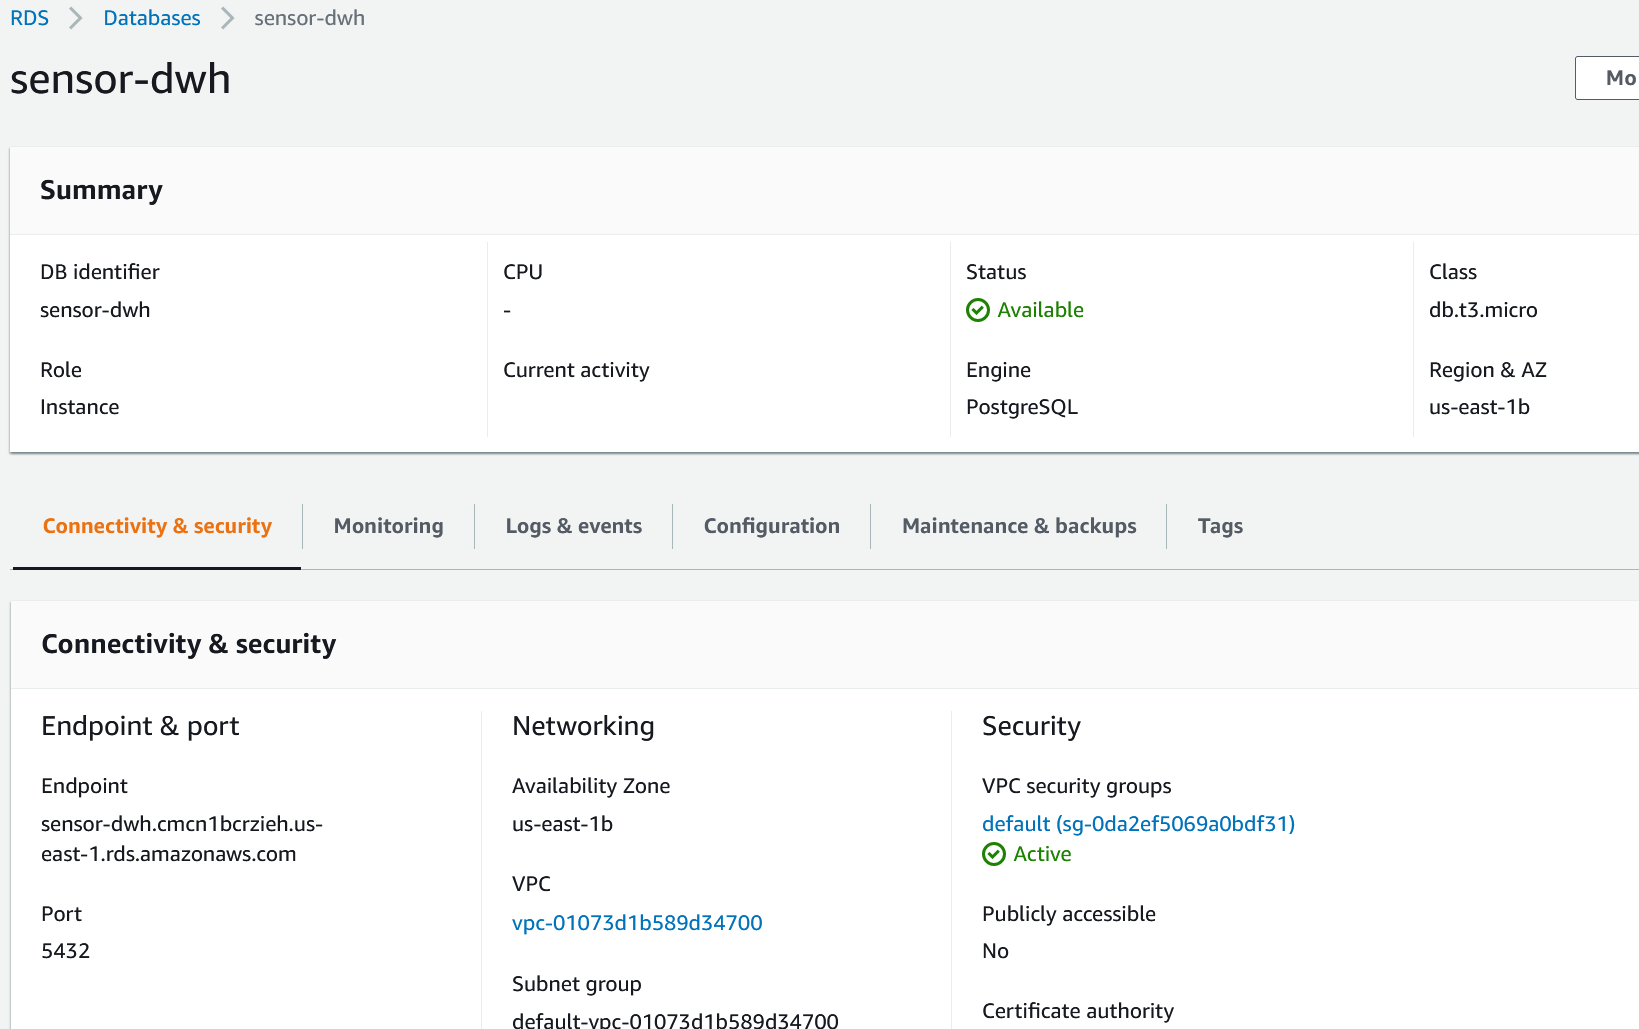 RDS > Databases > sensor-dwh
sensor-dwh
Mo
Summary
DB identifier
sensor-dwh
CPU
-
Status
Available
Class
db.t3.micro
Role
Instance
Current activity
Engine
PostgreSQL
Region & AZ
us-east-1b
Connectivity & security
Monitoring
Logs & events
Configuration
Maintenance & backups
Tags
Connectivity & security
Endpoint & port
Endpoint
sensor-dwh.cmcn1bcrzieh.us-
east-1.rds.amazonaws.com
Port
5432
Networking
Availability Zone
us-east-1b
VPC
vpc-01073d1b589d34700
Subnet group
default-vpc-01073d1b589d34700
Security
VPC security groups
default (sg-0da2ef5069a0bdf31)
Active
Publicly accessible
No
Certificate authority